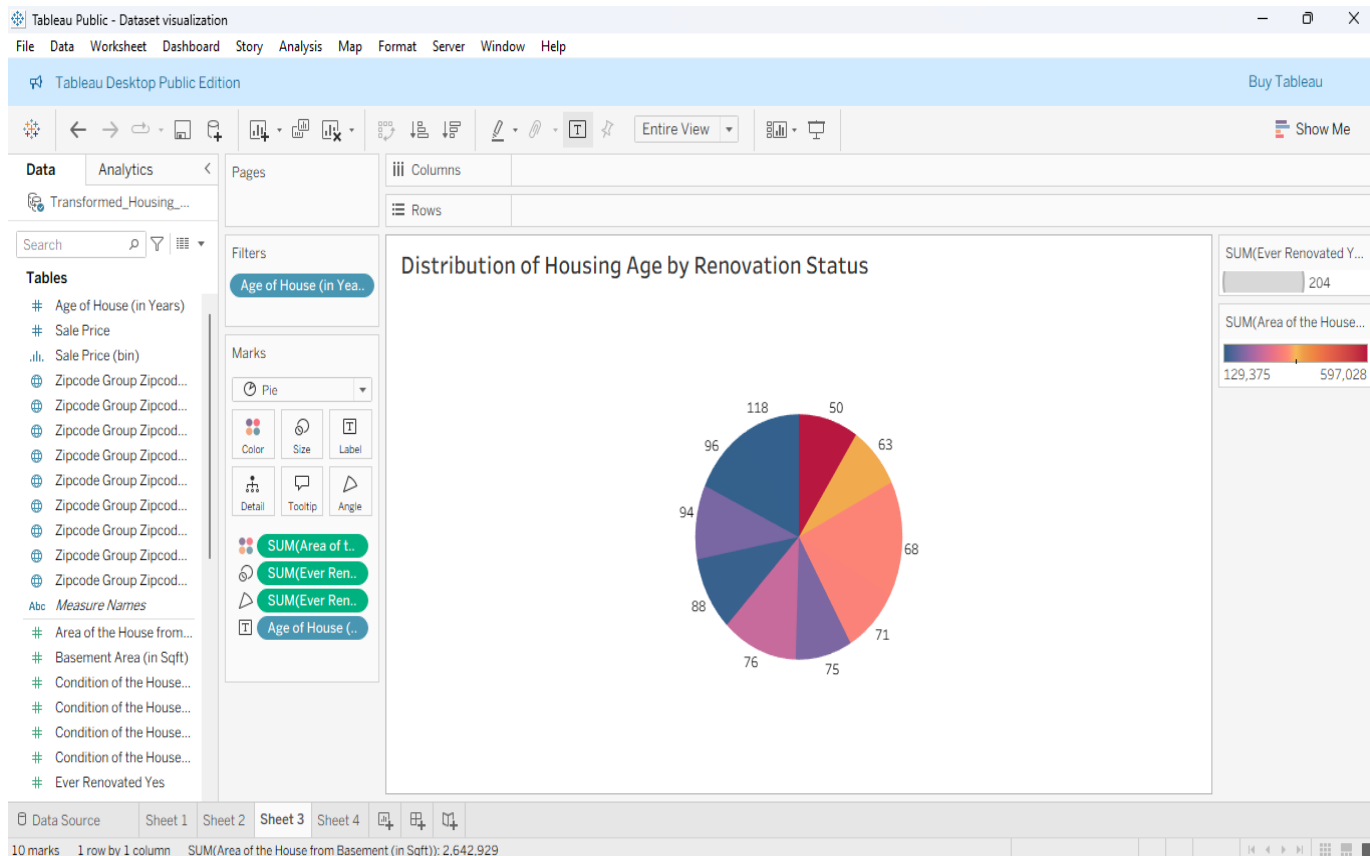 Tableau Public - Dataset visualization
File Data Worksheet Dashboard Story Analysis Map Format Server Window Help
Tableau Desktop Public Edition
Buy Tableau
Entire View
Show Me
Data Analytics
Transformed_Housing_...
Search
Tables
# Age of House (in Years)
# Sale Price
Sale Price (bin)
Zipcode Group Zipcod...
Zipcode Group Zipcod...
Zipcode Group Zipcod...
Zipcode Group Zipcod...
Zipcode Group Zipcod...
Zipcode Group Zipcod...
Zipcode Group Zipcod...
Zipcode Group Zipcod...
Zipcode Group Zipcod...
Abc Measure Names
# Area of the House from...
# Basement Area (in Sqft)
# Condition of the House...
# Condition of the House...
# Condition of the House...
# Condition of the House...
# Ever Renovated Yes
Pages
Filters
Age of House (in Yea..
Marks
Pie
Color Size Label
Detail Tooltip Angle
SUM(Area of t..
SUM(Ever Ren..
SUM(Ever Ren..
Age of House (..
Columns
Rows
Distribution of Housing Age by Renovation Status
118
50
96
63
94
68
88
71
76
75
SUM(Ever Renovated Y...
204
SUM(Area of the House...
129,375 597,028
Data Source Sheet 1 Sheet 2 Sheet 3 Sheet 4
10 marks 1 row by 1 column SUM(Area of the House from Basement (in Sqft)): 2,642,929